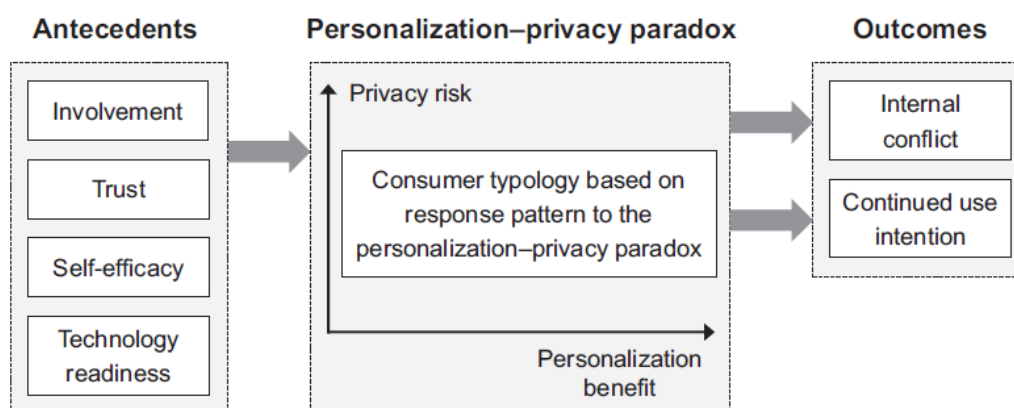 Antecedents
Involvement
Trust
Self-efficacy
Technology
readiness
Personalization–privacy paradox
Privacy risk
Consumer typology based on
response pattern to the
personalization–privacy paradox
Personalization
benefit
Outcomes
Internal
conflict
Continued use
intention